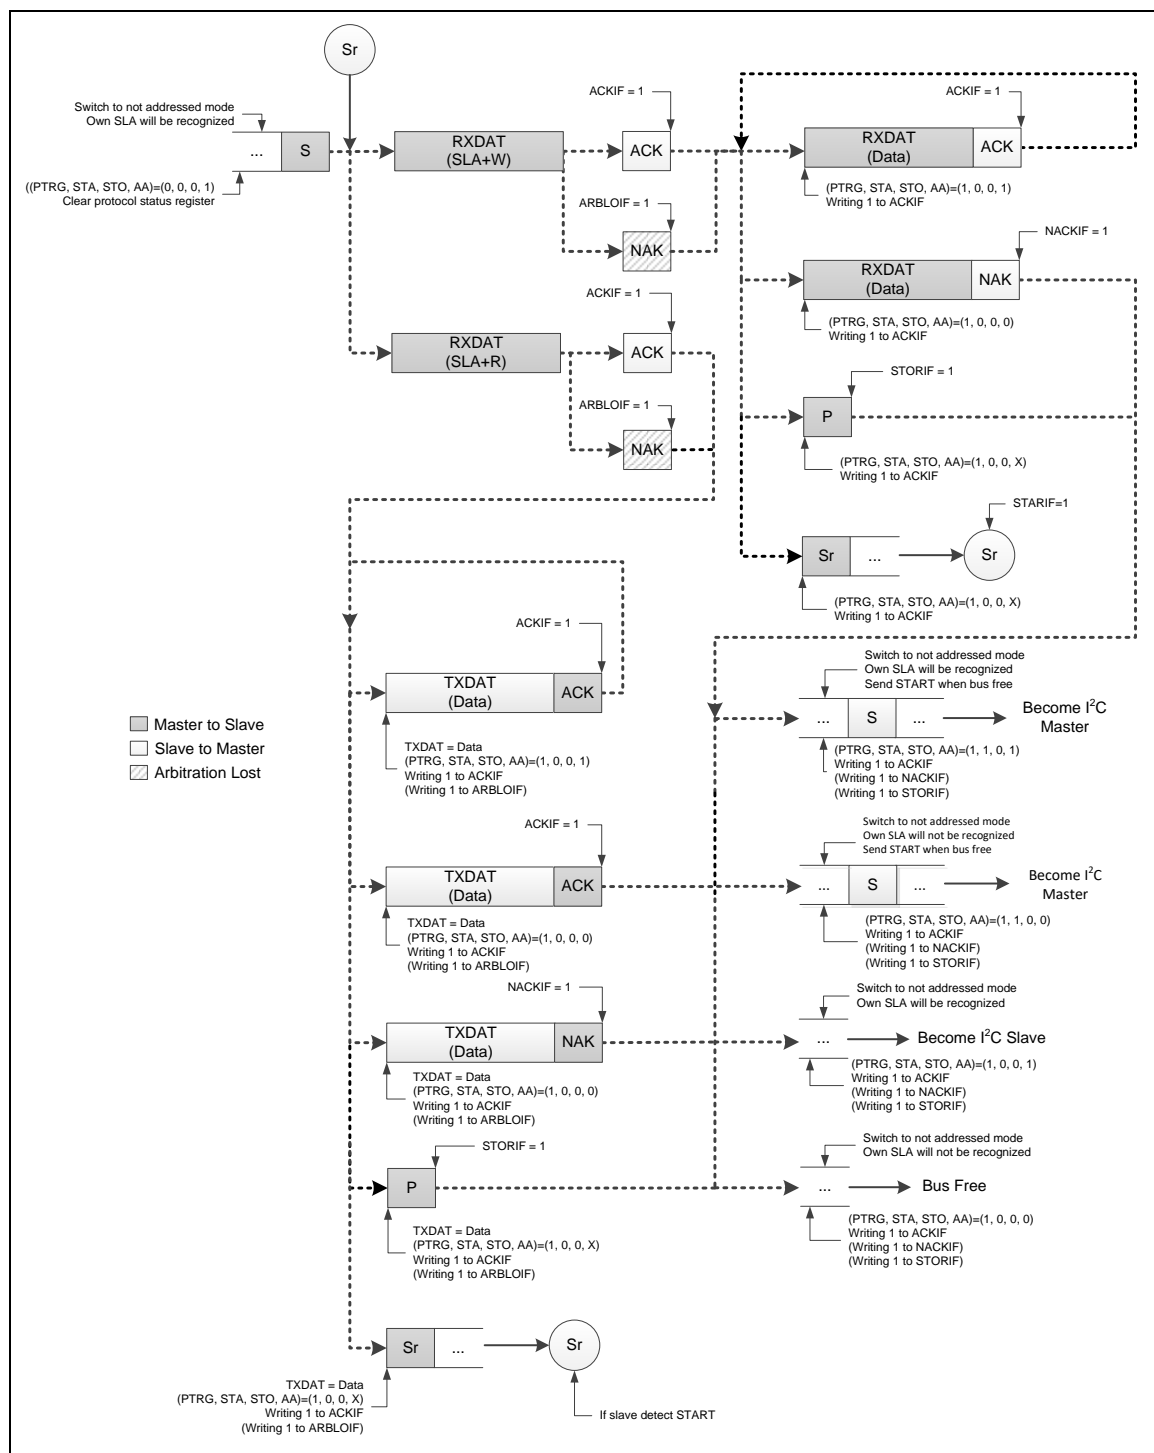 Sr
Switch to not addressed mode
Own SLA will be recognized
...
S
((PTRG, STA, STO, AA)=(0, 0, 0, 1)
Clear protocol status register
RXDAT
(SLA+W)
ACKIF = 1
ACK
ARBLOIF = 1
NAK
ACKIF = 1
RXDAT
(Data)
ACK
(PTRG, STA, STO, AA)=(1, 0, 0, 1)
Writing 1 to ACKIF
NACKIF = 1
RXDAT
(Data)
NAK
(PTRG, STA, STO, AA)=(1, 0, 0, 0)
Writing 1 to ACKIF
RXDAT
(SLA+R)
ACKIF = 1
ACK
ARBLOIF = 1
NAK
STORIF = 1
P
(PTRG, STA, STO, AA)=(1, 0, 0, X)
Writing 1 to ACKIF
STARIF=1
Sr
...
Sr
(PTRG, STA, STO, AA)=(1, 0, 0, X)
Writing 1 to ACKIF
ACKIF = 1
TXDAT
(Data)
ACK
TXDAT = Data
(PTRG, STA, STO, AA)=(1, 0, 0, 1)
Writing 1 to ACKIF
(Writing 1 to ARBLOIF)
Master to Slave
Slave to Master
Arbitration Lost
Switch to not addressed mode
Own SLA will be recognized
Send START when bus free
...
S
...
Become I²C
Master
(PTRG, STA, STO, AA)=(1, 1, 0, 1)
Writing 1 to ACKIF
(Writing 1 to NACKIF)
(Writing 1 to STORIF)
ACKIF = 1
TXDAT
(Data)
ACK
TXDAT = Data
(PTRG, STA, STO, AA)=(1, 0, 0, 0)
Writing 1 to ACKIF
(Writing 1 to ARBLOIF)
Switch to not addressed mode
Own SLA will not be recognized
Send START when bus free
...
S
...
Become I²C
Master
(PTRG, STA, STO, AA)=(1, 1, 0, 0)
Writing 1 to ACKIF
(Writing 1 to NACKIF)
(Writing 1 to STORIF)
NACKIF = 1
TXDAT
(Data)
NAK
TXDAT = Data
(PTRG, STA, STO, AA)=(1, 0, 0, 0)
Writing 1 to ACKIF
(Writing 1 to ARBLOIF)
Switch to not addressed mode
Own SLA will be recognized
...
Become I²C Slave
(PTRG, STA, STO, AA)=(1, 0, 0, 1)
Writing 1 to ACKIF
(Writing 1 to NACKIF)
(Writing 1 to STORIF)
STORIF = 1
P
TXDAT = Data
(PTRG, STA, STO, AA)=(1, 0, 0, X)
Writing 1 to ACKIF
(Writing 1 to ARBLOIF)
Switch to not addressed mode
Own SLA will not be recognized
...
Bus Free
(PTRG, STA, STO, AA)=(1, 0, 0, 0)
Writing 1 to ACKIF
(Writing 1 to NACKIF)
(Writing 1 to STORIF)
Sr
...
Sr
TXDAT = Data
(PTRG, STA, STO, AA)=(1, 0, 0, X)
Writing 1 to ACKIF
(Writing 1 to ARBLOIF)
If slave detect START